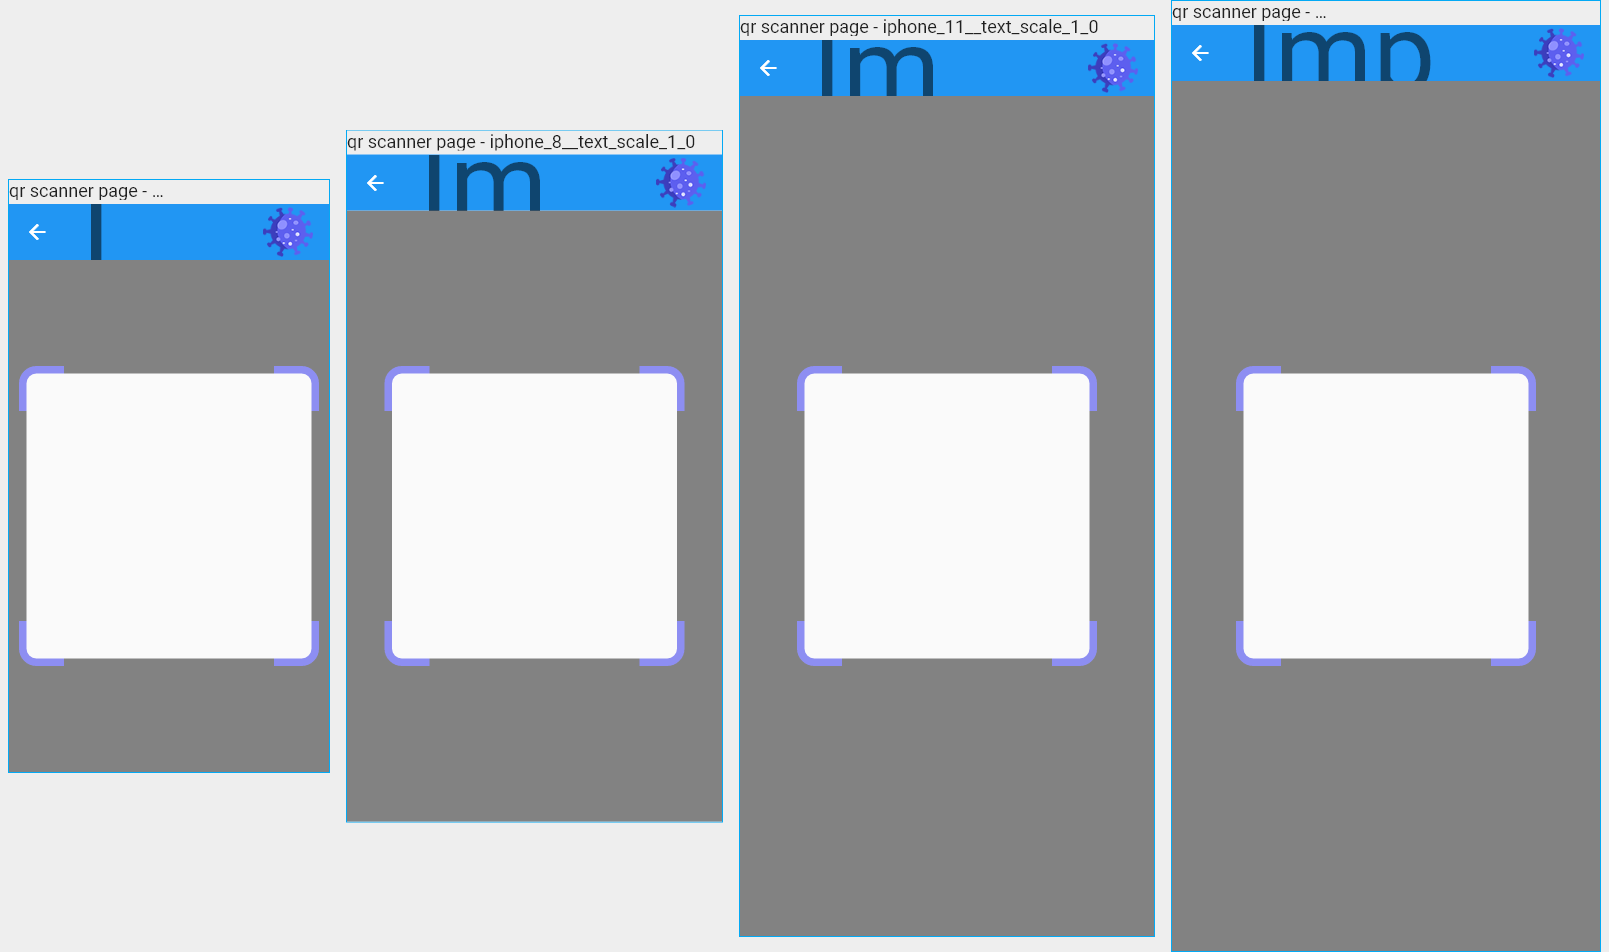 qr scanner page - ...
I
qr scanner page - iphone_8__text_scale_1_0
Im
qr scanner page - iphone_11__text_scale_1_0
Im
qr scanner page - ...
Imp